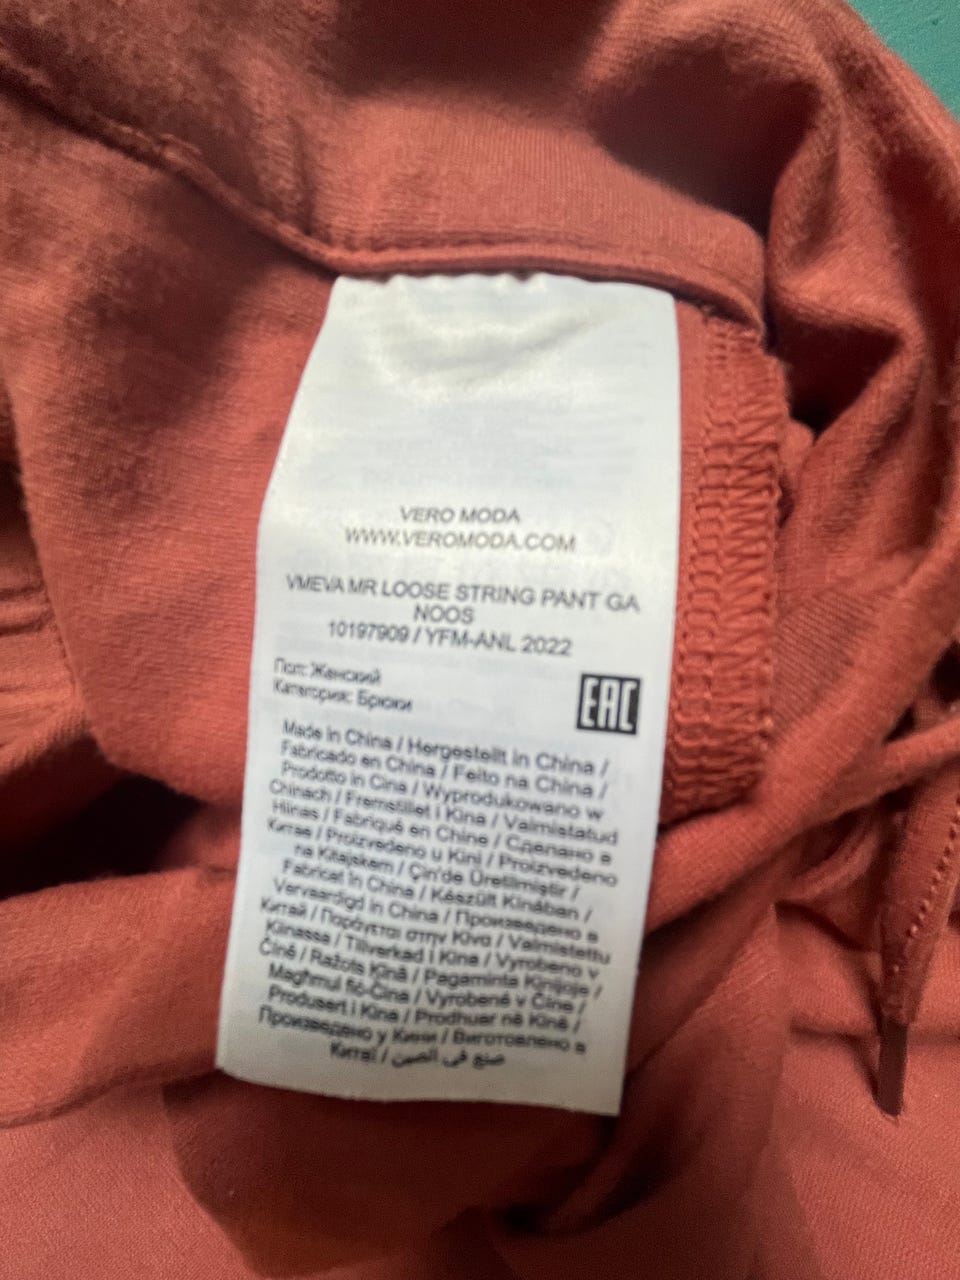 VERO MODA
WWW.VEROMODA.COM
VMEVA MR LOOSE STRING PANT GA
NOOS
10197909 / YFM-ANL 2022
Пол: Женский
Категория: Брюки
EAC
Made in China / Hergestellt in China /
Fabricado en China / Feito na China /
Prodotto in Cina / Wyprodukowano w
Chinach / Fremstillet i Kina / Valmistatud
Hiinas / Fabriqué en Chine / Сделано в
Китае / Proizvedeno u Kini / Proizvedeno
na Kitajskem / Çin'de Üretilmiştir /
Fabricat în China / Készült Kínában /
Vervaardigd in China / Произведено в
Китай / Παράγεται στην Κίνα / Valmistettu
Kiinassa / Tillverkad i Kina / Vyrobeno v
Číně / Ražots Ķīnā / Pagaminta Kinijoje /
Magħmul fiċ-Ċina / Vyrobené v Číne /
Produsert i Kina / Prodhuar në Kinë /
Произведено у Кини / Виготовлено в
Китаї / صنع في الصين